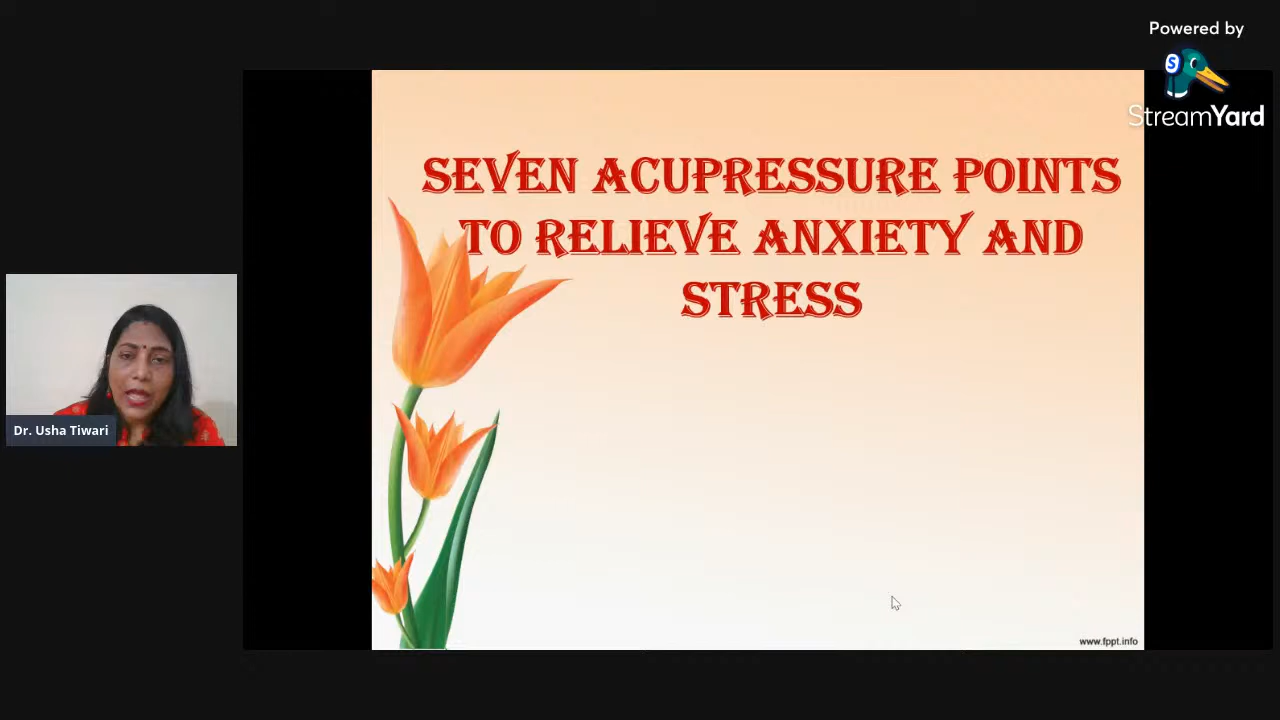 Powered by
StreamYard
SEVEN ACUPRESSURE POINTS
TO RELIEVE ANXIETY AND
STRESS
Dr. Usha Tiwari
www.fppt.info